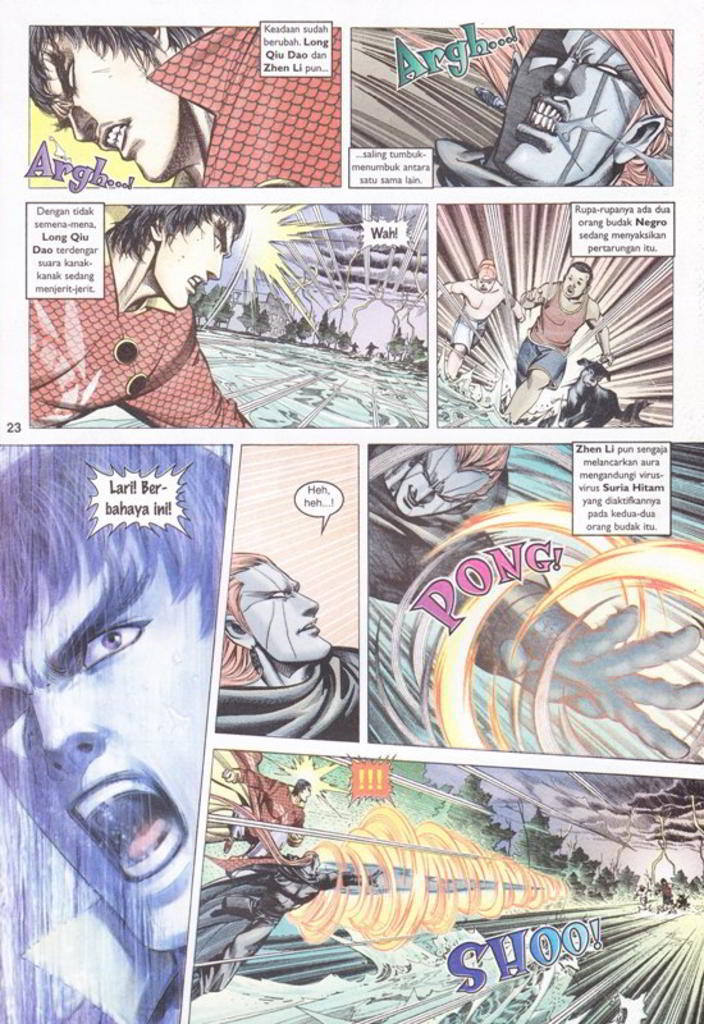 Keadaan sudah
berubah. Long
Qiu Dao dan
Zhen Li pun...
Argh...!
Argh...!
...saling tumbuk-
menumbuk antara
satu sama lain.
Dengan tidak
semena-mena,
Long Qiu
Dao terdengar
suara kanak-
kanak sedang
menjerit-jerit.
Wah!
Rupa-rupanya ada dua
orang budak Negro
sedang menyaksikan
pertarungan itu.
23
Lari! Ber-
bahaya ini!
Heh,
heh...!
Zhen Li pun sengaja
melancarkan aura
mengandungi virus-
virus Suria Hitam
yang diaktifkannya
pada kedua-dua
orang budak itu.
PONG!
!!!
SHOO!